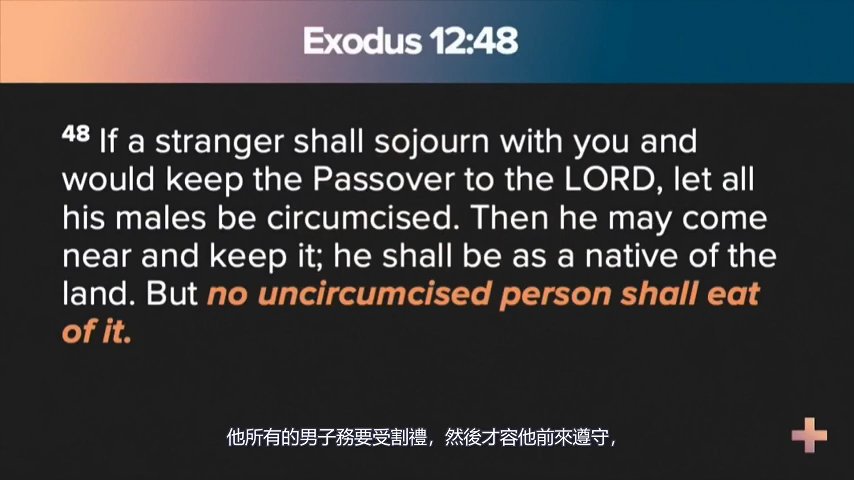 Exodus 12:48
48 If a stranger shall sojourn with you and
would keep the Passover to the LORD, let all
his males be circumcised. Then he may come
near and keep it; he shall be as a native of the
land. But no uncircumcised person shall eat
of it.
他所有的男子務要受割禮，然後才容他前來遵守，